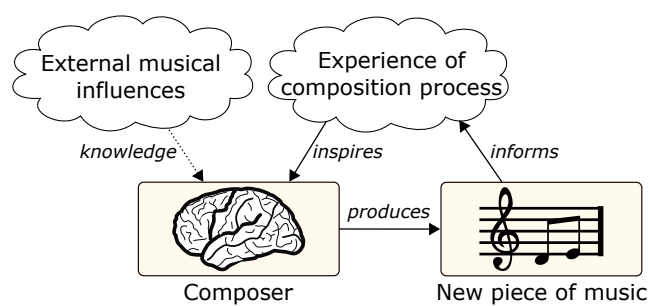 External musical
influences
Experience of
composition process
knowledge
inspires
informs
produces
Composer
New piece of music